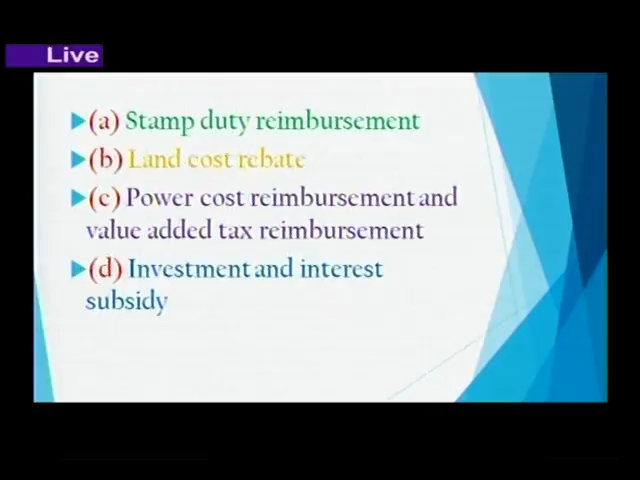 Live
(a) Stamp duty reimbursement
(b) Land cost rebate
(c) Power cost reimbursement and
value added tax reimbursement
(d) Investment and interest
subsidy